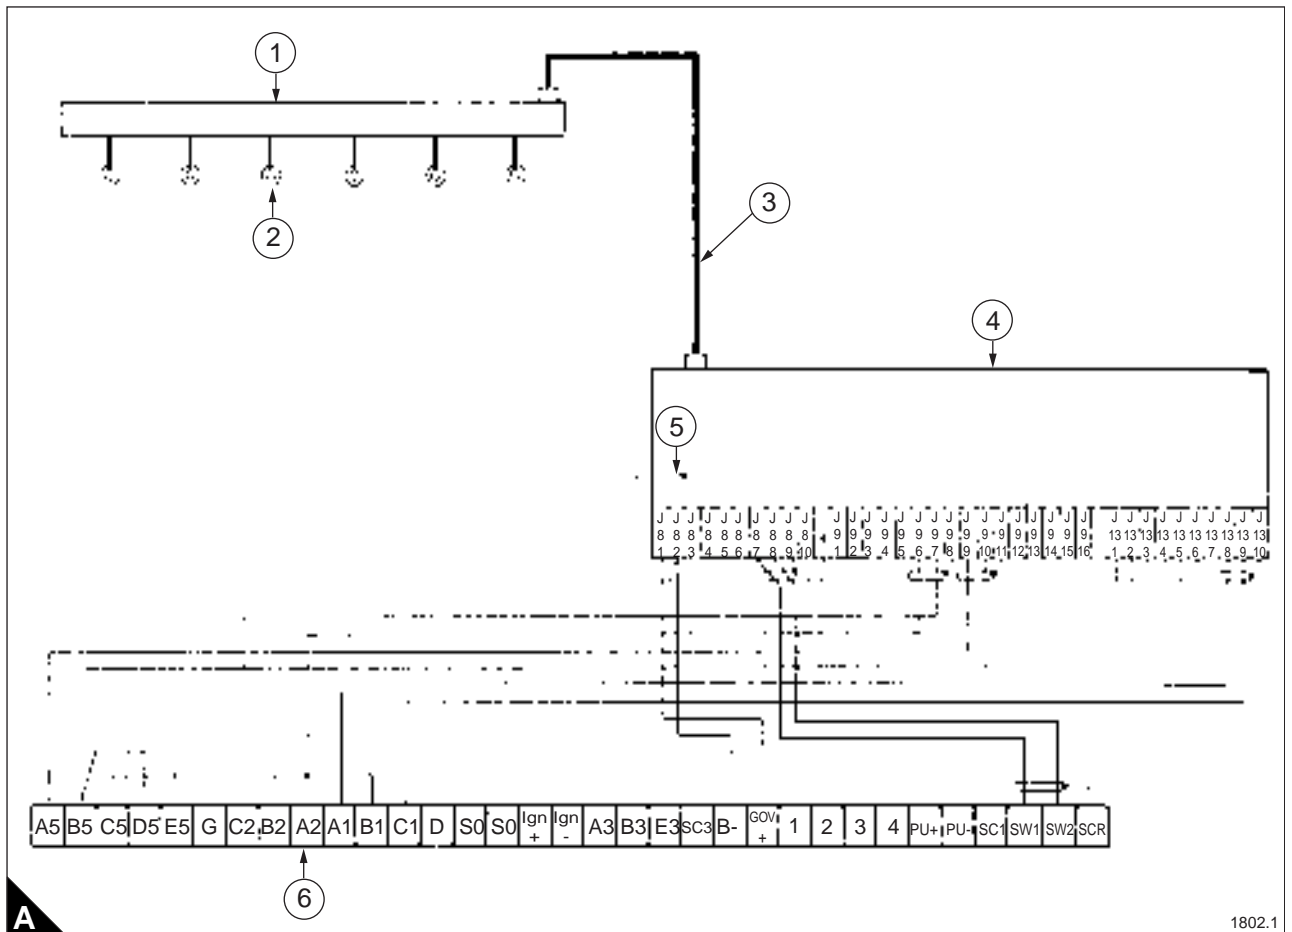 1
2
3
4
5
J J J J J J J J J J J J J J J J J J J J J J J J J J J J J J J J J J J J
8 8 8 8 8 8 8 8 8 8 9 9 9 9 9 9 9 9 9 9 9 9 9 9 9 9 13 13 13 13 13 13 13 13 13 13
1 2 3 4 5 6 7 8 9 10 1 2 3 4 5 6 7 8 9 10 11 12 13 14 15 16 1 2 3 4 5 6 7 8 9 10
A5 B5 C5 D5 E5 G C2 B2 A2 A1 B1 C1 D S0 S0 Ign + Ign - A3 B3 E3 SC3 B- GOV + 1 2 3 4 PU+ PU- SC1 SW1 SW2 SCR
6
A
1802.1